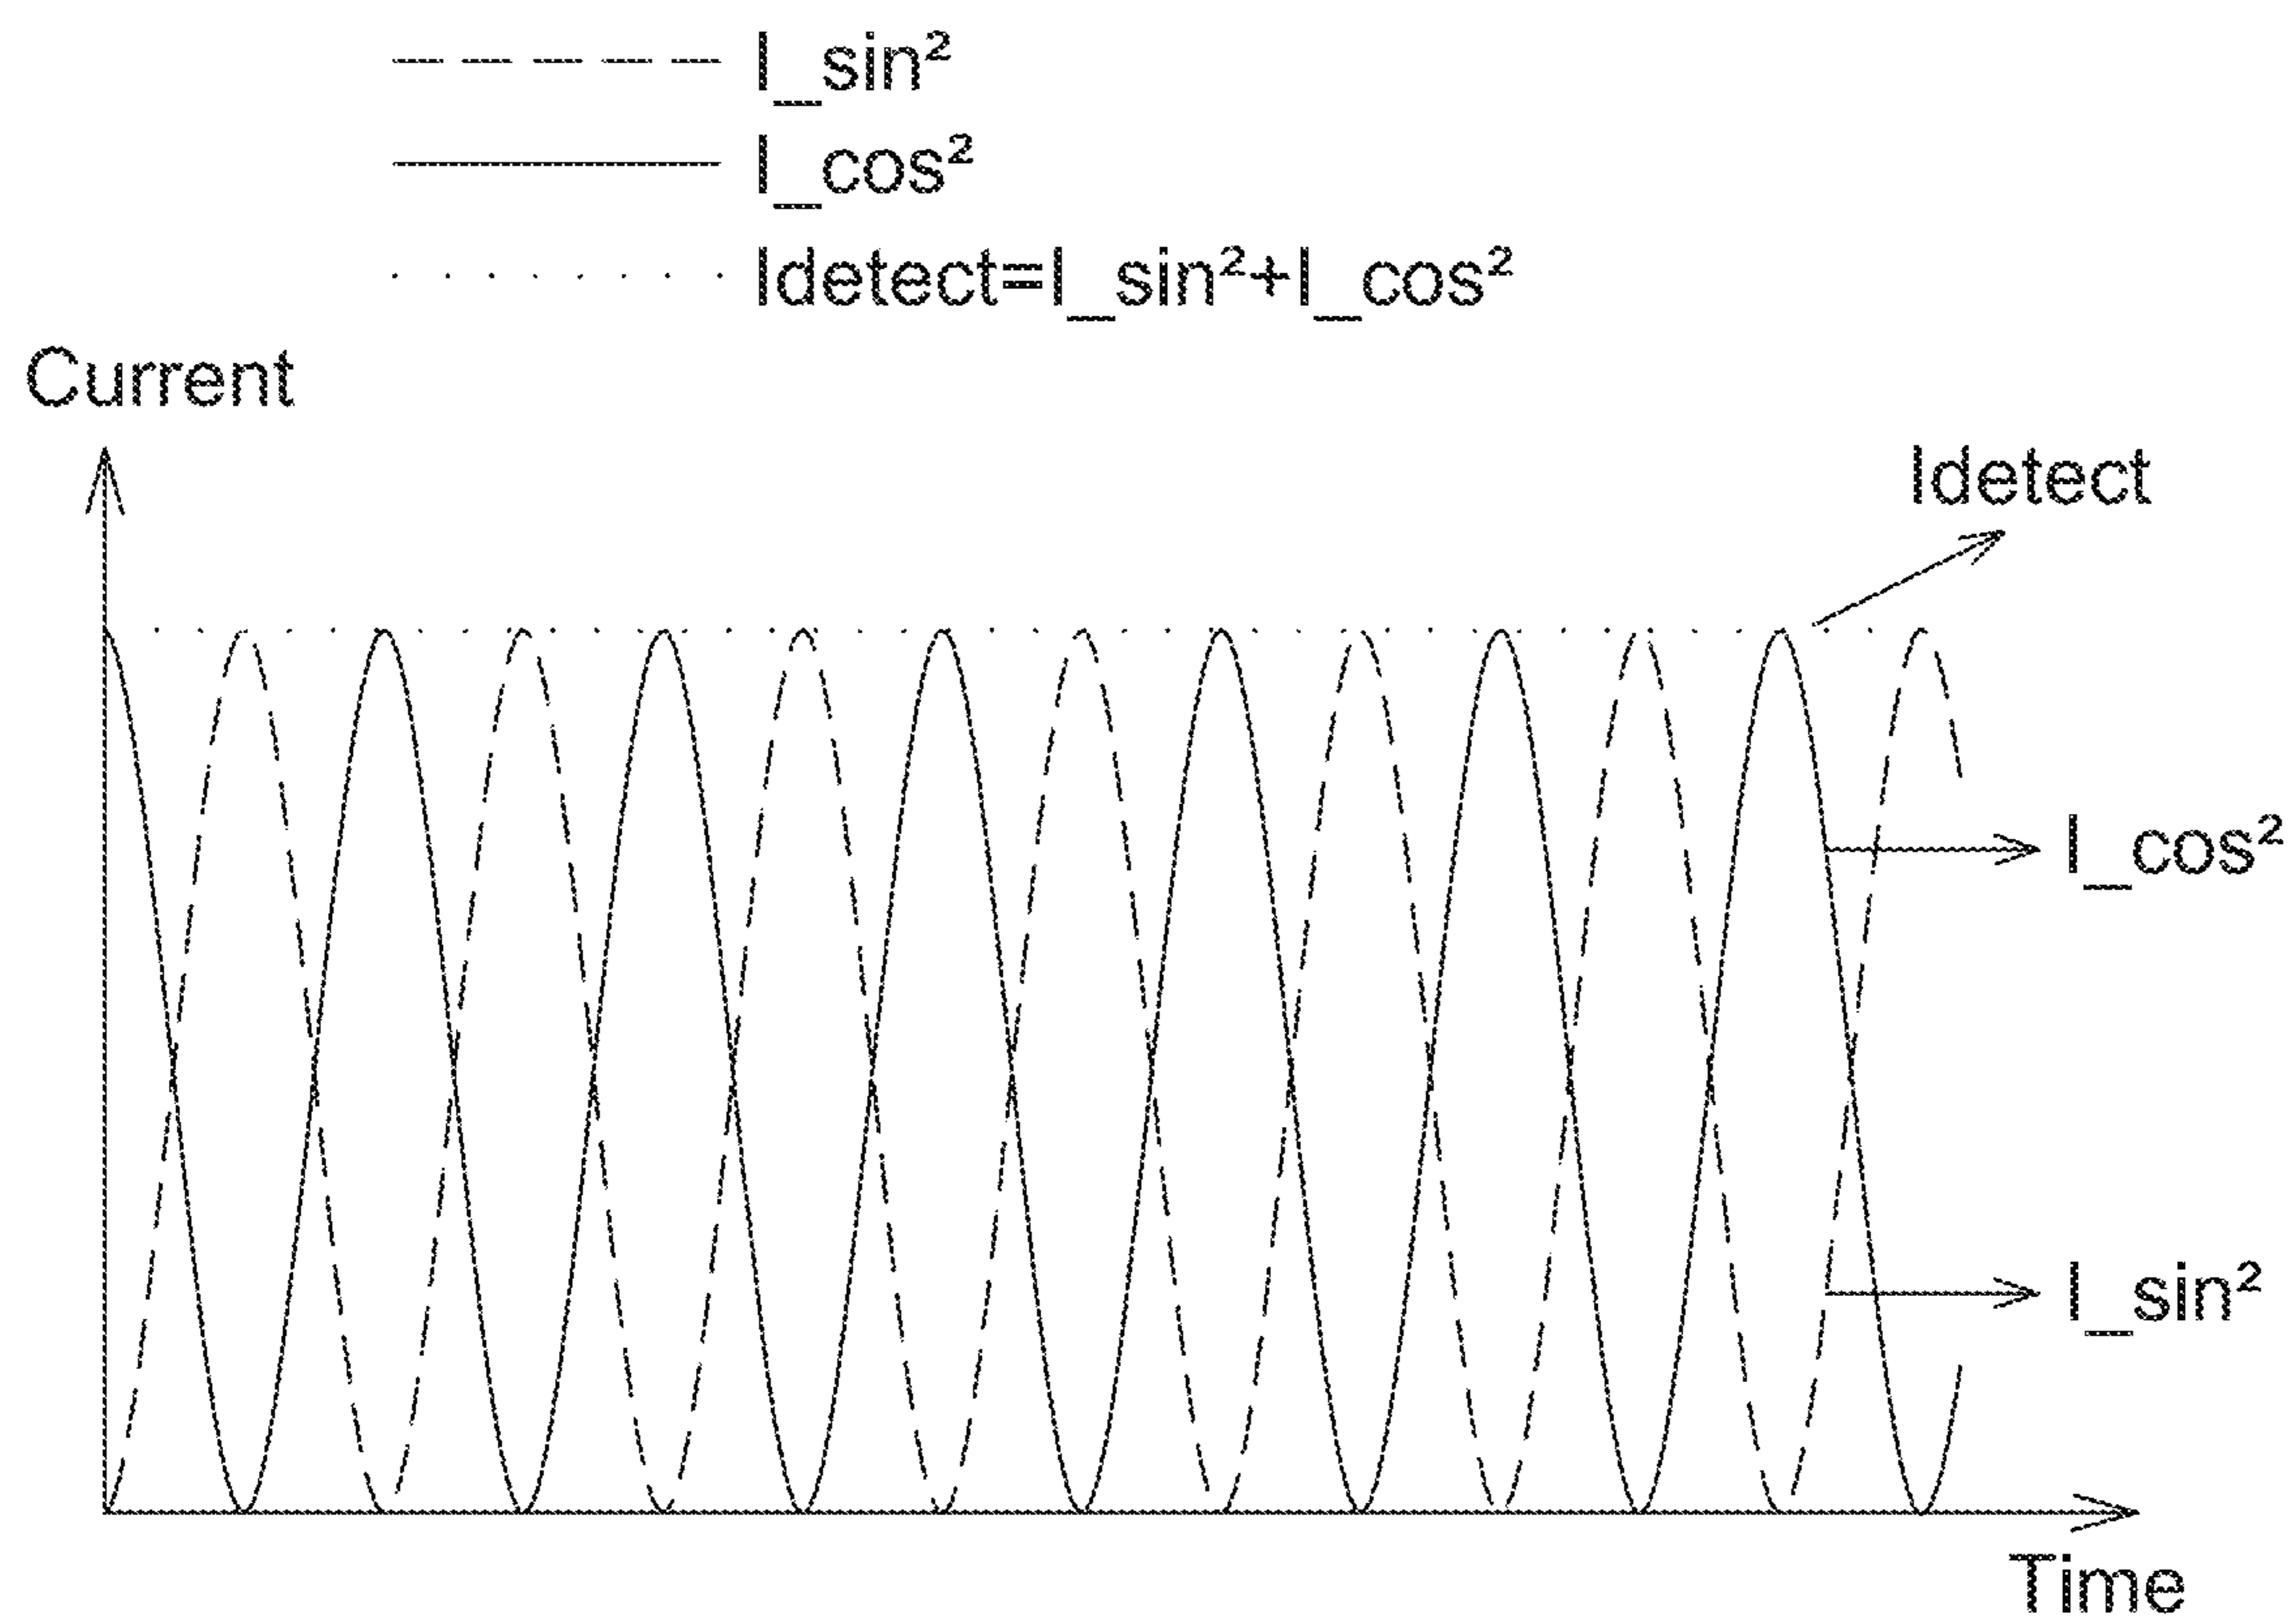 I_sin²
I_cos²
Idetect=I_sin²+I_cos²
Current
Idetect
I_cos²
I_sin²
Time